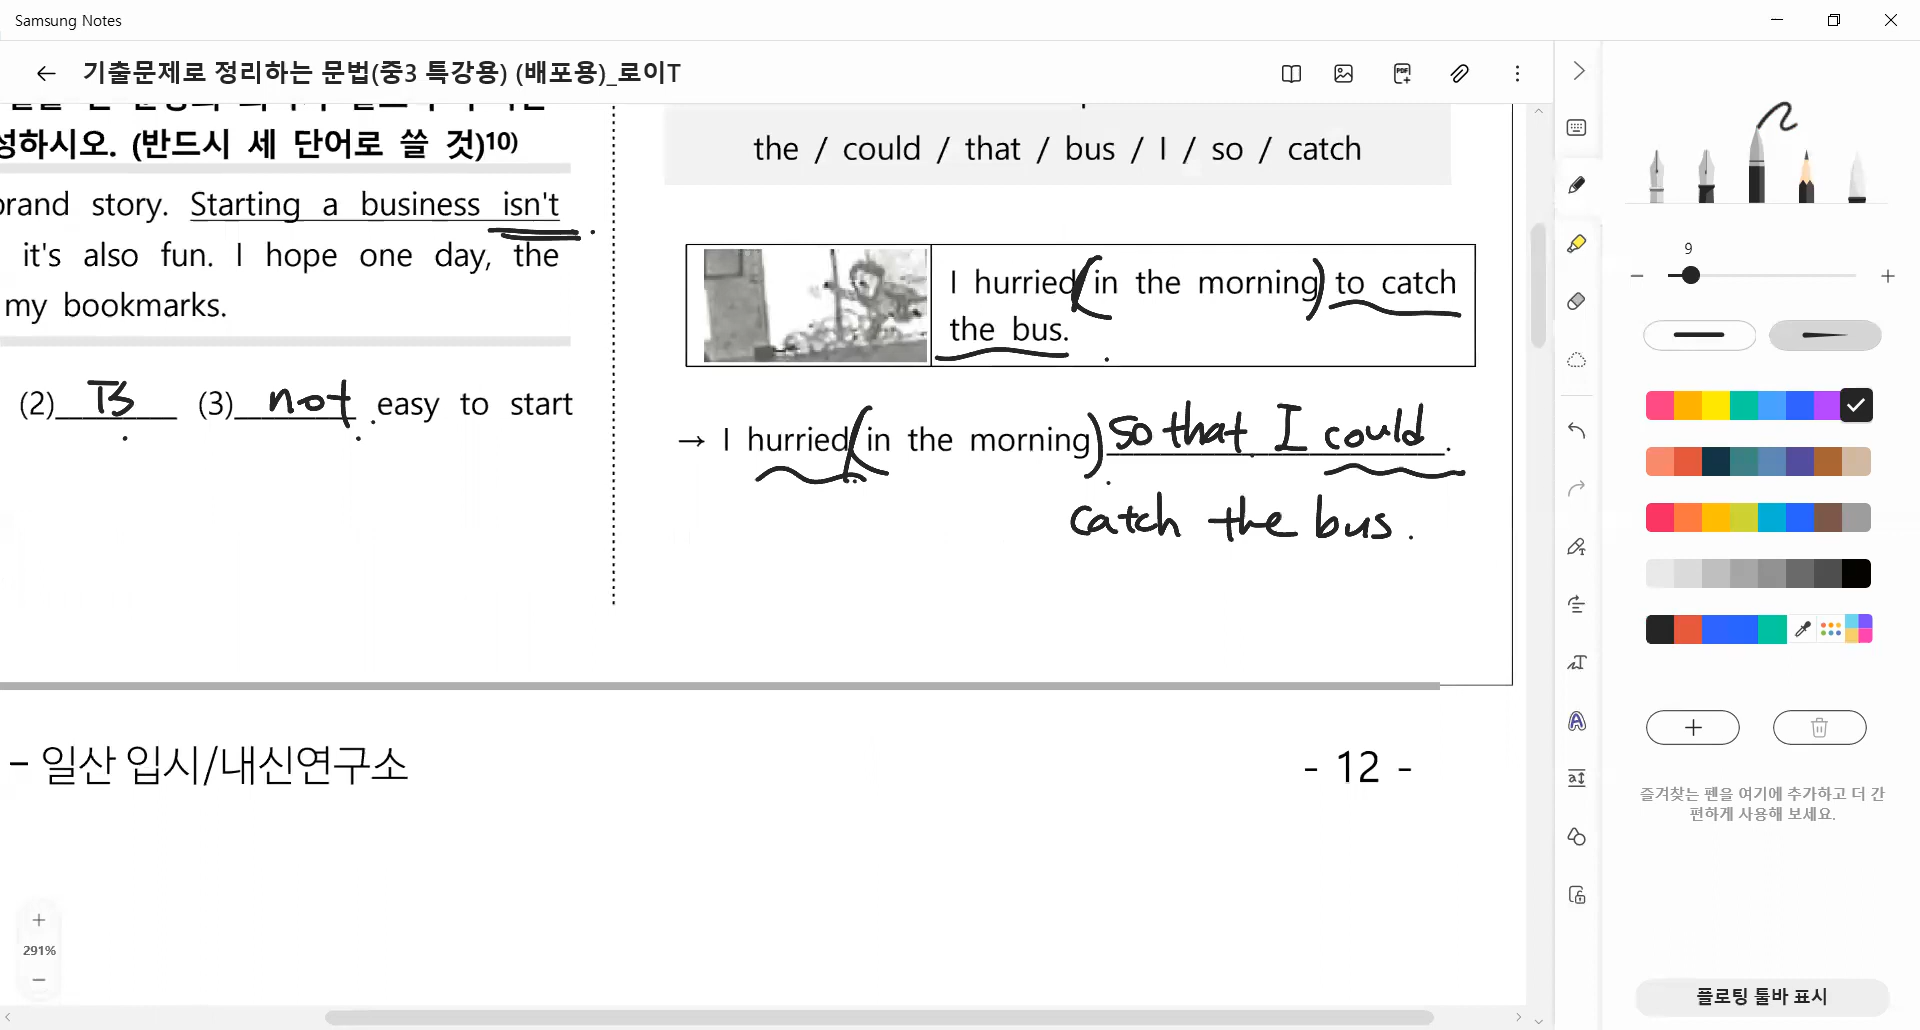 Samsung Notes
기출문제로 정리하는 문법(중3 특강용) (배포용)_로이T
성하시오. (반드시 세 단어로 쓸 것)10)
brand story. Starting a business isn't
it's also fun. I hope one day, the
my bookmarks.
(2) is (3) not easy to start
the / could / that / bus / I / so / catch
I hurried (in the morning) to catch
the bus.
→ I hurried (in the morning) so that I could.
catch the bus.
- 일산 입시/내신연구소
- 12 -
291%
9
즐겨찾는 펜을 여기에 추가하고 더 간
편하게 사용해 보세요.
플로팅 툴바 표시